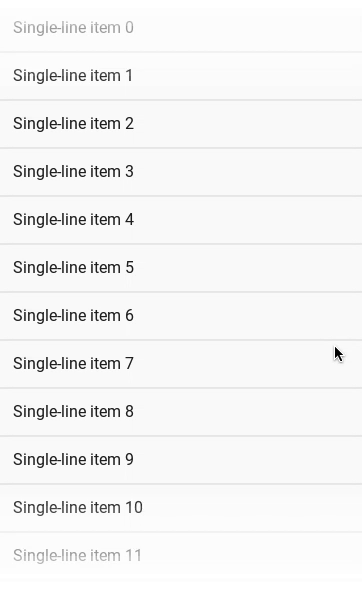 Single-line item 0
Single-line item 1
Single-line item 2
Single-line item 3
Single-line item 4
Single-line item 5
Single-line item 6
Single-line item 7
Single-line item 8
Single-line item 9
Single-line item 10
Single-line item 11